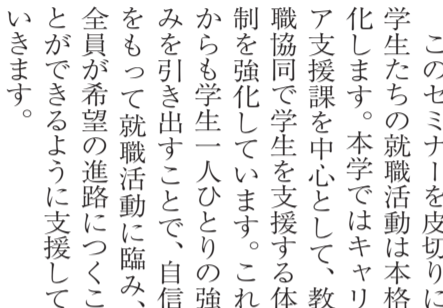 このセミナーを皮切りに
学生たちの就職活動は本格
化します。本学ではキャリ
ア支援課を中心として、教
職協同で学生を支援する体
制を強化しています。これ
からも学生一人ひとりの強
みを引き出すことで、自信
をもって就職活動に臨み、
全員が希望の進路につくこ
とができるように支援して
いきます。